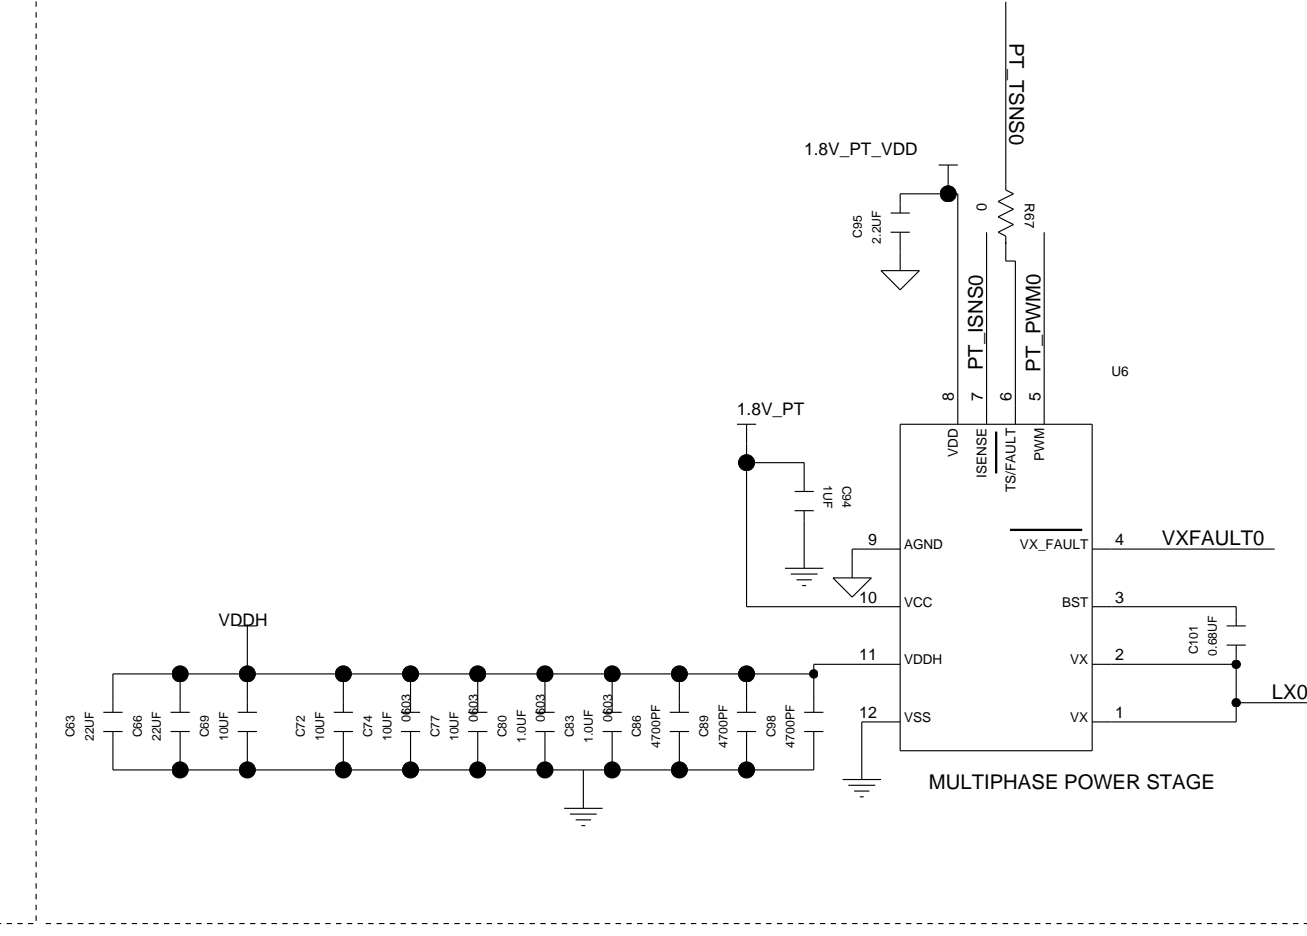 PT_TSNS0
1.8V_PT_VDD
C95
2.2UF
0
R67
PT_ISNS0
PT_PWM0
U6
8
7
6
5
1.8V_PT
VDD
ISENSE
TS/FAULT
PWM
C94
1UF
9
AGND
VX_FAULT
4
VXFAULT0
10
VCC
BST
3
C101
0.68UF
VDDH
11
VDDH
VX
2
LX0
12
VSS
VX
1
C63
22UF
C66
22UF
C69
10UF
C72
10UF
C74
10UF
0603
C77
10UF
C80
1.0UF
0603
C83
1.0UF
0603
C86
4700PF
C89
4700PF
C98
4700PF
MULTIPHASE POWER STAGE